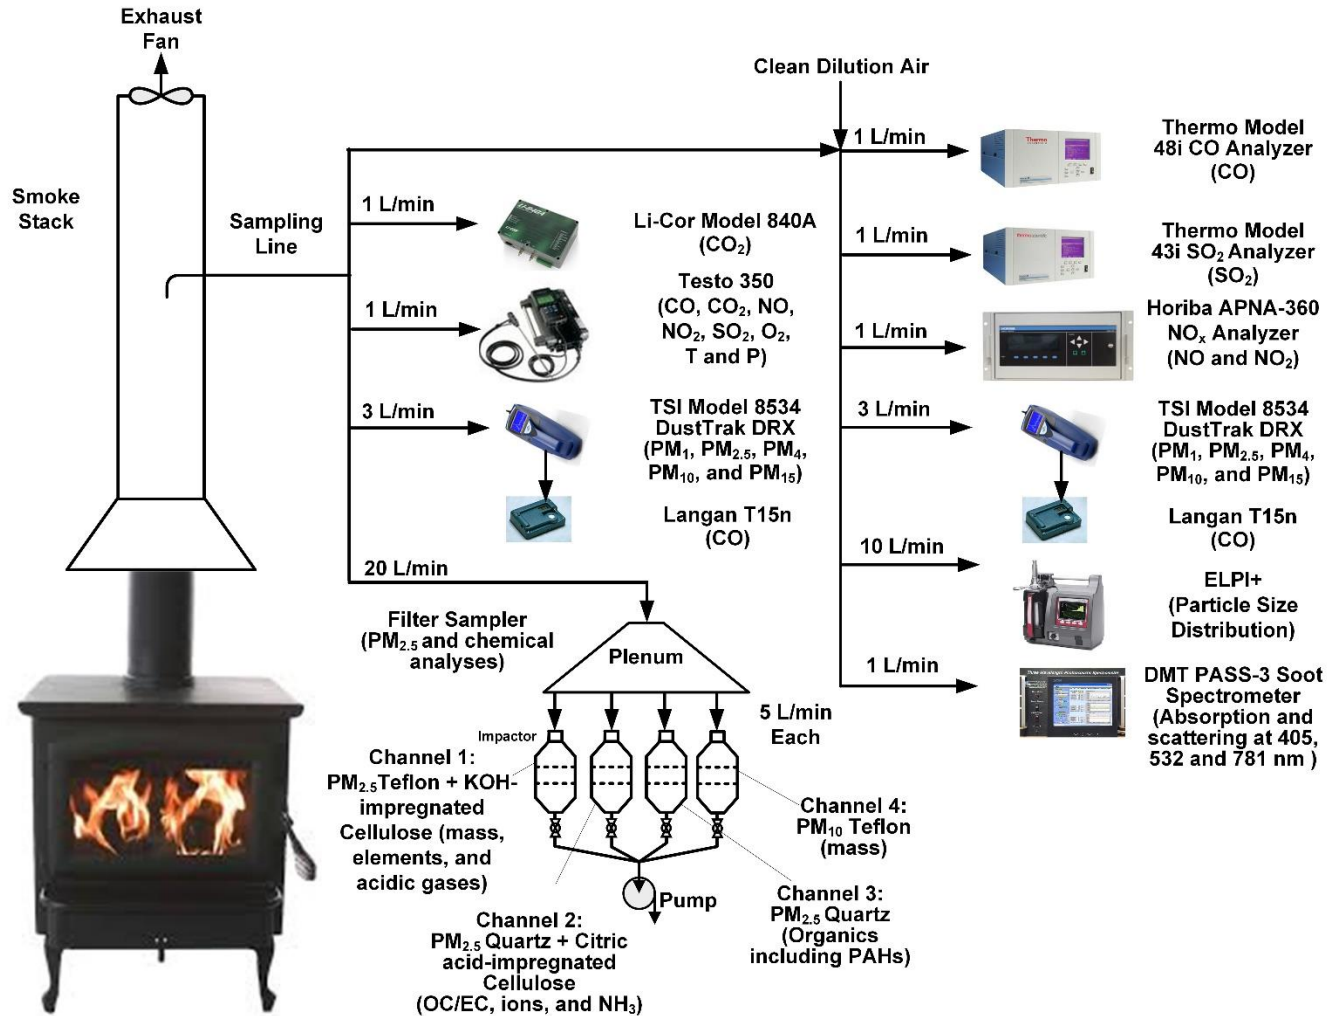 Exhaust
Fan
Clean Dilution Air
Smoke
Stack
Sampling
Line
1 L/min
Li-Cor Model 840A
(CO₂)
1 L/min
Testo 350
(CO, CO₂, NO,
NO₂, SO₂, O₂,
T and P)
3 L/min
TSI Model 8534
DustTrak DRX
(PM₁, PM₂.₅, PM₄,
PM₁₀, and PM₁₅)
Langan T15n
(CO)
20 L/min
Filter Sampler
(PM₂.₅ and chemical
analyses)
Plenum
5 L/min
Each
Impactor
Channel 1:
PM₂.₅ Teflon + KOH-
impregnated
Cellulose (mass,
elements, and
acidic gases)
Channel 2:
PM₂.₅ Quartz + Citric
acid-impregnated
Cellulose
(OC/EC, ions, and NH₃)
Pump
Channel 3:
PM₂.₅ Quartz
(Organics
including PAHs)
Channel 4:
PM₁₀ Teflon
(mass)
1 L/min
Thermo
Thermo Model
48i CO Analyzer
(CO)
1 L/min
Thermo Model
43i SO₂ Analyzer
(SO₂)
1 L/min
Horiba APNA-360
NOₓ Analyzer
(NO and NO₂)
3 L/min
TSI Model 8534
DustTrak DRX
(PM₁, PM₂.₅, PM₄,
PM₁₀, and PM₁₅)
Langan T15n
(CO)
10 L/min
ELPI+
(Particle Size
Distribution)
1 L/min
DMT PASS-3 Soot
Spectrometer
(Absorption and
scattering at 405,
532 and 781 nm )